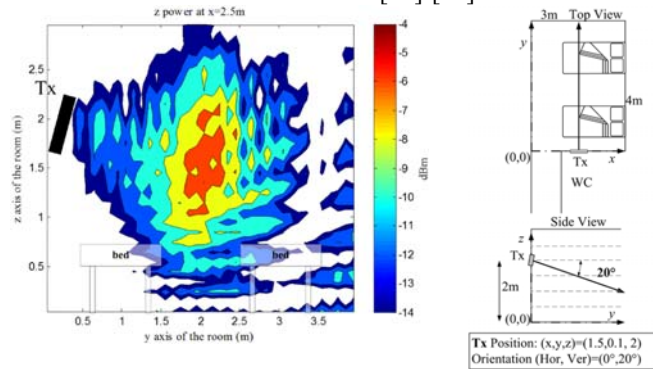 z power at x=2.5m
Tx
z axis of the room (m)
2.5
2
1.5
1
0.5
bed
bed
0.5 1 1.5 2 2.5 3 3.5
y axis of the room (m)
-4
-5
-6
-7
-8
-9
-10
-11
-12
-13
-14
dBm
3m Top View
y
4m
(0,0)
Tx
x
WC
Side View
z
Tx
20°
2m
(0,0)
y
Tx Position: (x,y,z)=(1.5,0.1, 2)
Orientation (Hor, Ver)=(0°,20°)